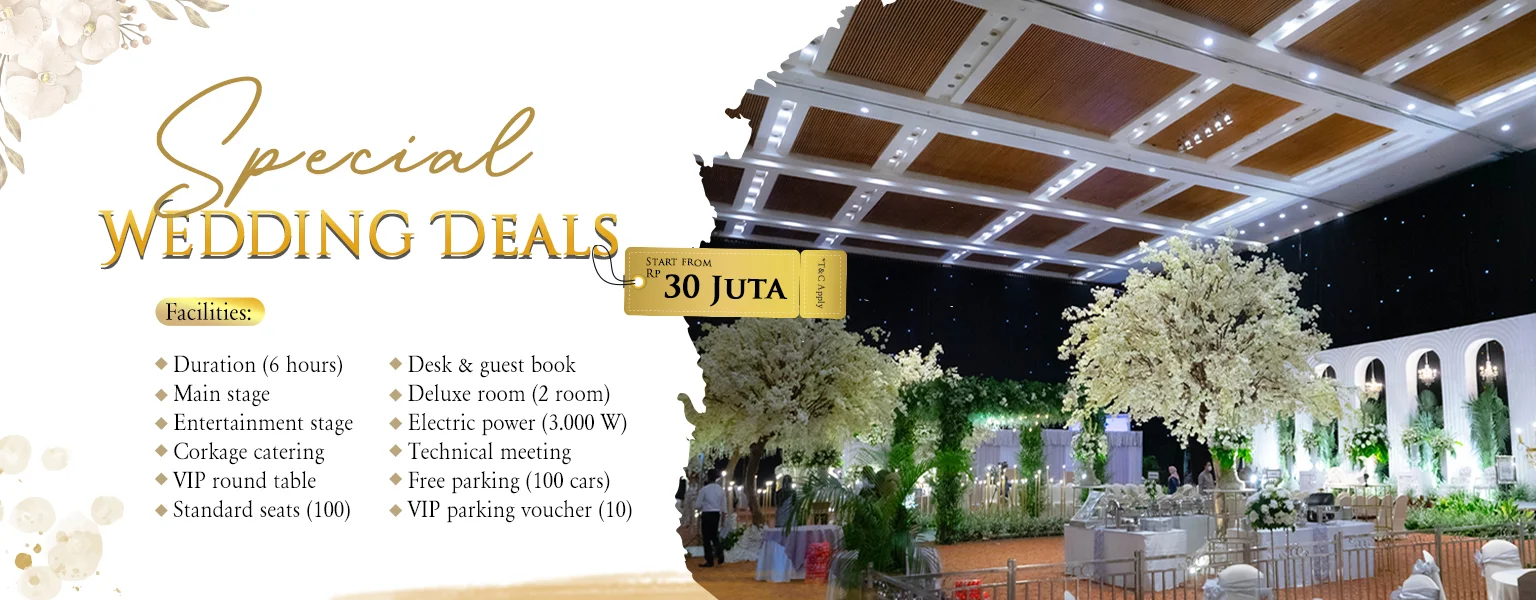 Special
WEDDING DEALS
START FROM
RP 30 JUTA
*T&C Apply
Facilities:
Duration (6 hours)
Main stage
Entertainment stage
Corkage catering
VIP round table
Standard seats (100)
Desk & guest book
Deluxe room (2 room)
Electric power (3.000 W)
Technical meeting
Free parking (100 cars)
VIP parking voucher (10)